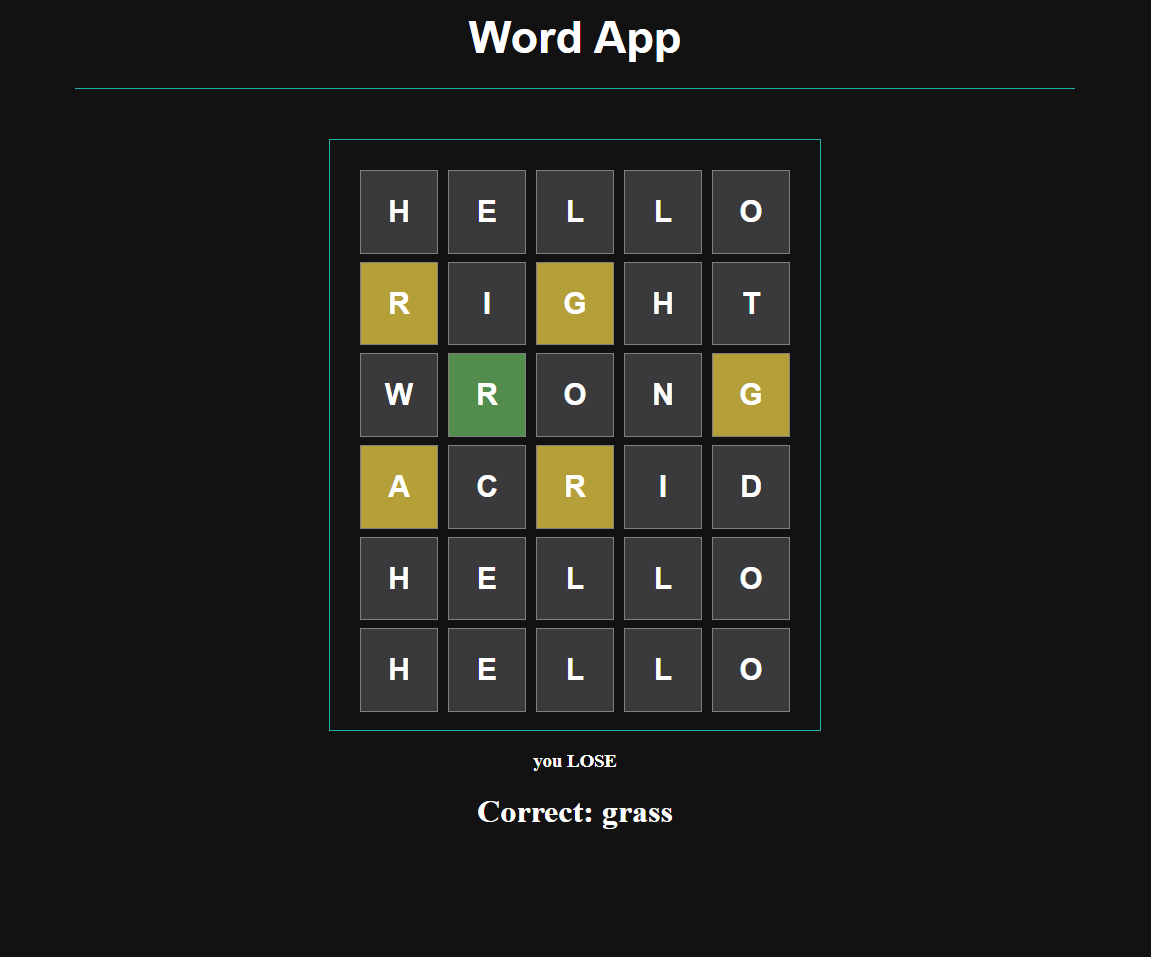 Word App
H E L L O
R I G H T
W R O N G
A C R I D
H E L L O
H E L L O
you LOSE
Correct: grass